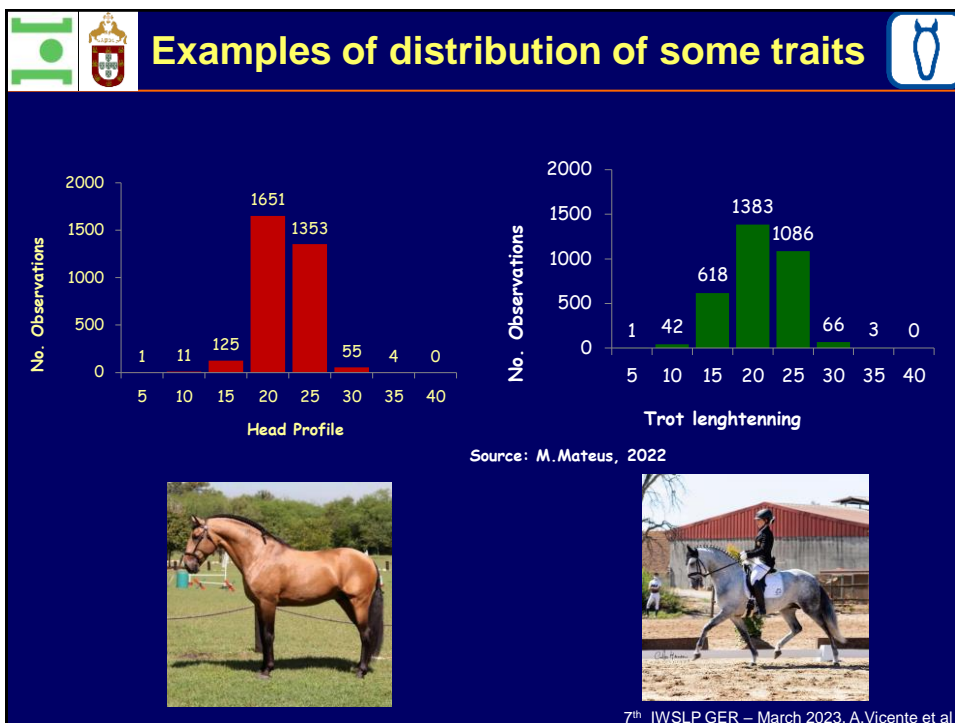 Examples of distribution of some traits
No. Observations
2000
1500
1000
500
0
1
11
125
1651
1353
55
4
0
5 10 15 20 25 30 35 40
Head Profile
No. Observations
2000
1500
1000
500
0
1
42
618
1383
1086
66
3
0
5 10 15 20 25 30 35 40
Trot lenghtenning
Source: M.Mateus, 2022
7th IWSLP GER – March 2023, A.Vicente et al